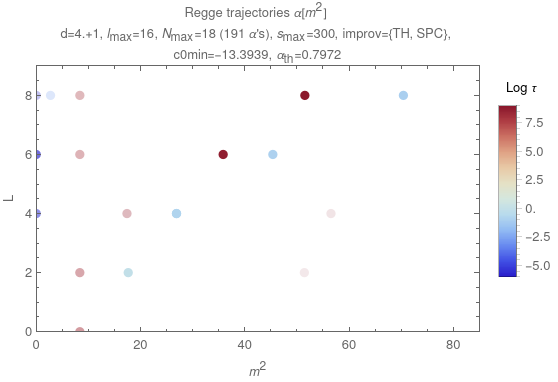 Regge trajectories α[m²]
d=4.+1, lmax=16, Nmax=18 (191 α's), smax=300, improv={TH, SPC},
c0min=−13.3939, αth=0.7972
Log τ
8
6
4
2
0
L
0 20 40 60 80
m²
7.5
5.0
2.5
0.
−2.5
−5.0